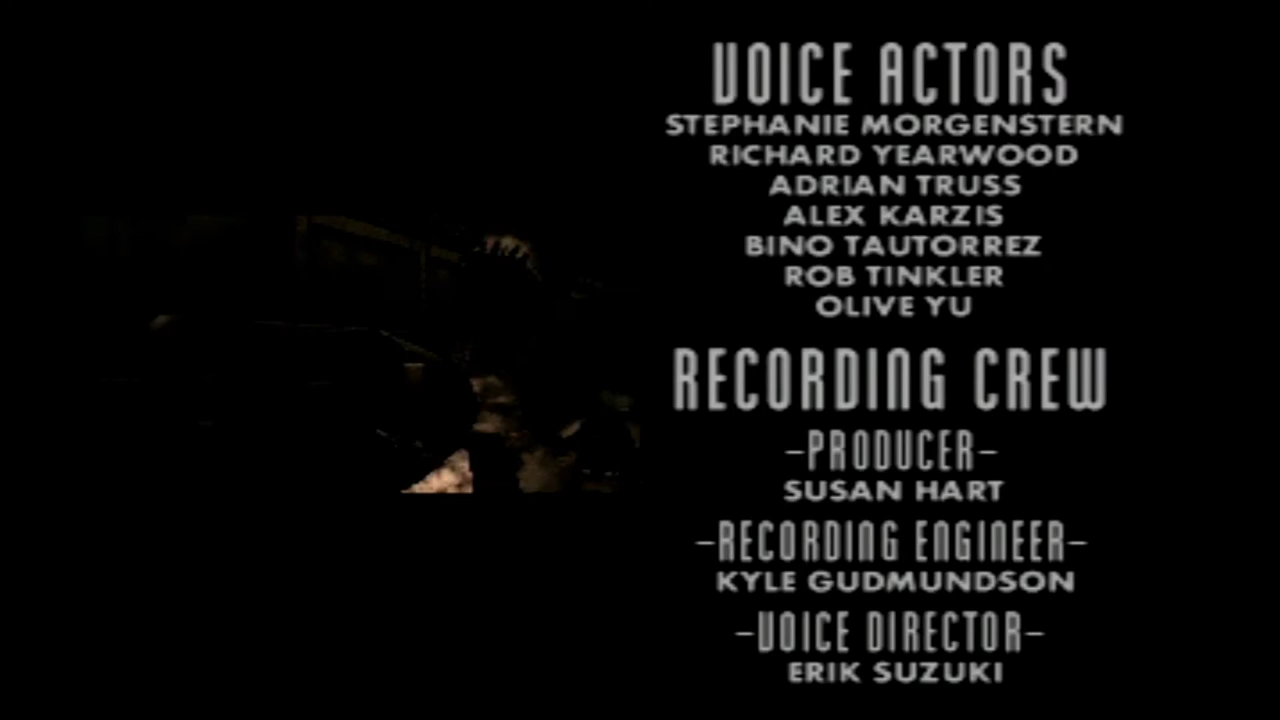 VOICE ACTORS
STEPHANIE MORGENSTERN
RICHARD YEARWOOD
ADRIAN TRUSS
ALEX KARZIS
BINO TAUTORREZ
ROB TINKLER
OLIVE YU
RECORDING CREW
-PRODUCER-
SUSAN HART
-RECORDING ENGINEER-
KYLE GUDMUNDSON
-VOICE DIRECTOR-
ERIK SUZUKI